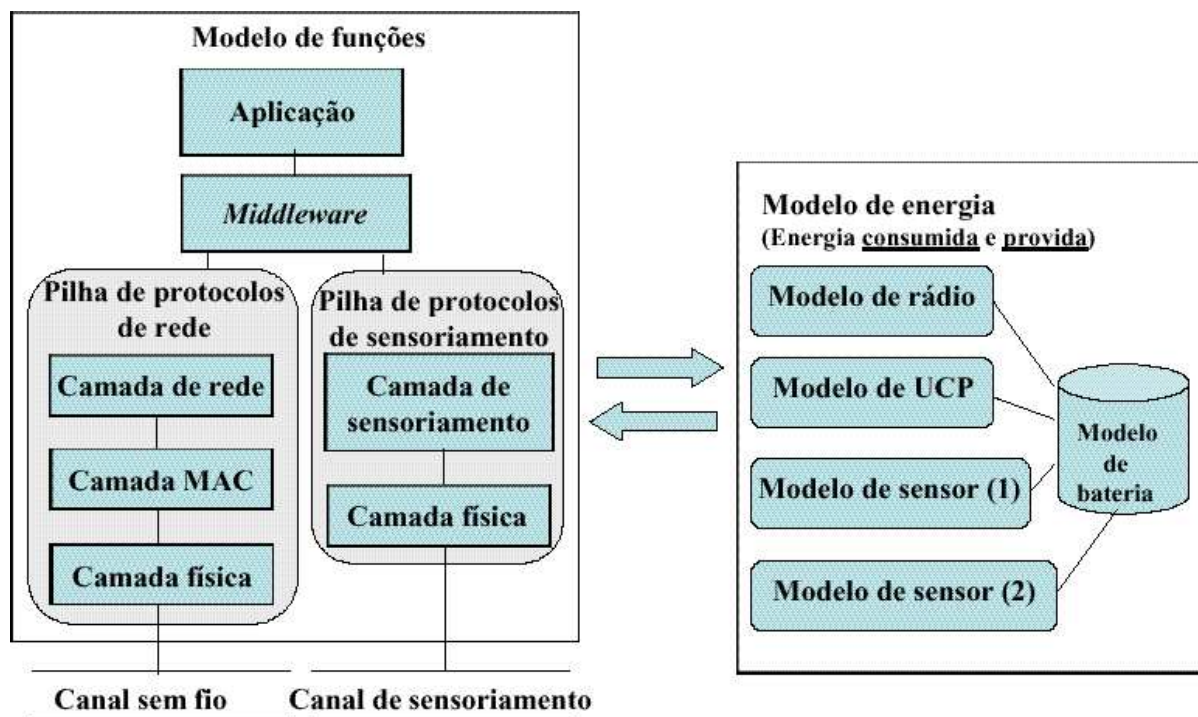 Modelo de funções
Aplicação
Middleware
Pilha de protocolos
de rede
Camada de rede
Camada MAC
Camada física
Pilha de protocolos
de sensoriamento
Camada de
sensoriamento
Camada física
Canal sem fio
Canal de sensoriamento
Modelo de energia
(Energia consumida e provida)
Modelo de rádio
Modelo de UCP
Modelo de sensor (1)
Modelo de sensor (2)
Modelo
de
bateria